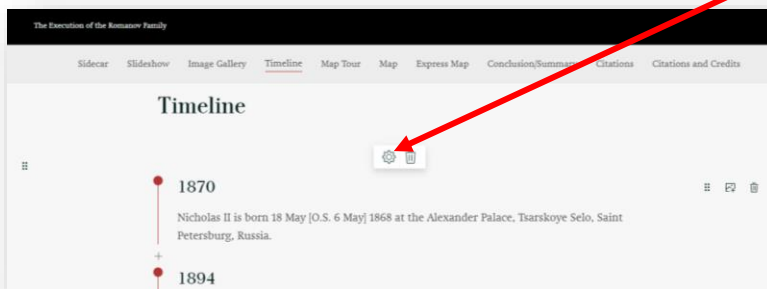 The Execution of the Romanov Family
Sidecar Slideshow Image Gallery Timeline Map Tour Map Express Map Conclusion/Summary Citations Citations and Credits
Timeline
1870
Nicholas II is born 18 May [O.S. 6 May] 1868 at the Alexander Palace, Tsarskoye Selo, Saint
Petersburg, Russia.
1894